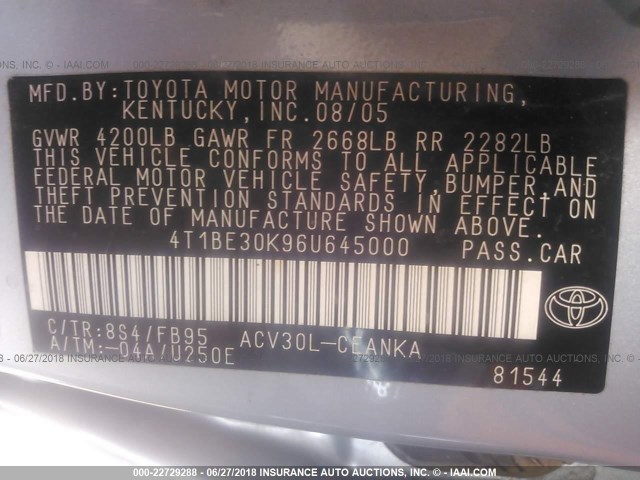 MFD.BY:TOYOTA MOTOR MANUFACTURING,
KENTUCKY,INC.08/05
GVWR 4200LB GAWR FR 2668LB RR 2282LB
THIS VEHICLE CONFORMS TO ALL APPLICABLE
FEDERAL MOTOR VEHICLE SAFETY,BUMPER,AND
THEFT PREVENTION STANDARDS IN EFFECT ON
THE DATE OF MANUFACTURE SHOWN ABOVE.
4T1BE30K96U645000 PASS.CAR
C/TR:8S4/FB95 ACV30L-CEANKA
A/TM:-04A/U250E
81544
000-22729288 - 06/27/2018 INSURANCE AUTO AUCTIONS, INC. - IAAI.COM